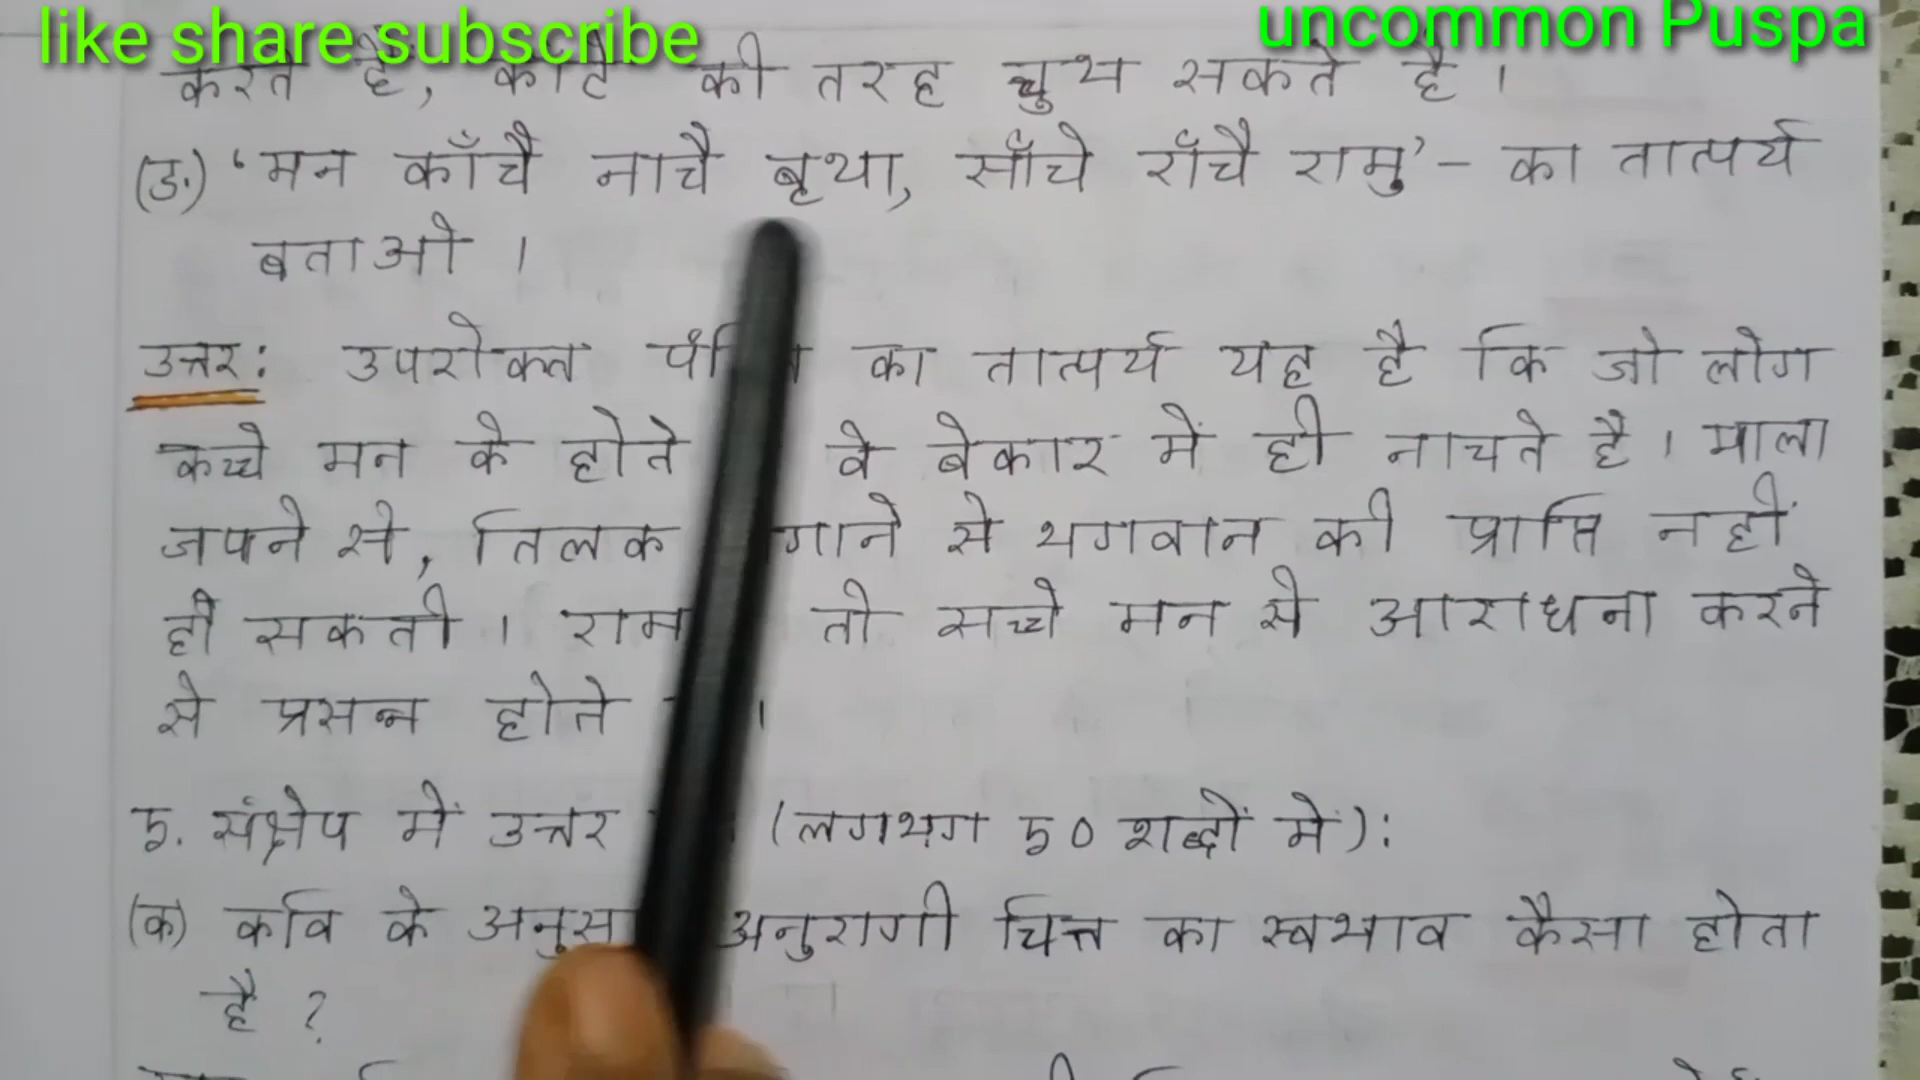 like share subscribe
uncommon Puspa
करते हैं, काँटे की तरह चुभ सकते है ।
(ङ) 'मन काँचै नाचै बृथा, साँचे राँचै रामु' - का तात्पर्य
बताओ ।
उत्तर: उपरोक्त का तात्पर्य यह है कि जो लोग
कच्चे मन के होते वे बेकार में ही नाचते है । माला
जपने से, तिलक से भगवान की प्राप्ति नहीं
हो सकती । राम तो सच्चे मन से आराधना करने
से प्रसन्न होते ।
5. संक्षेप में उत्तर (लगभग 50 शब्दों में) :
(क) कवि के अनुरागी चित्त का स्वभाव कैसा होता
है ?